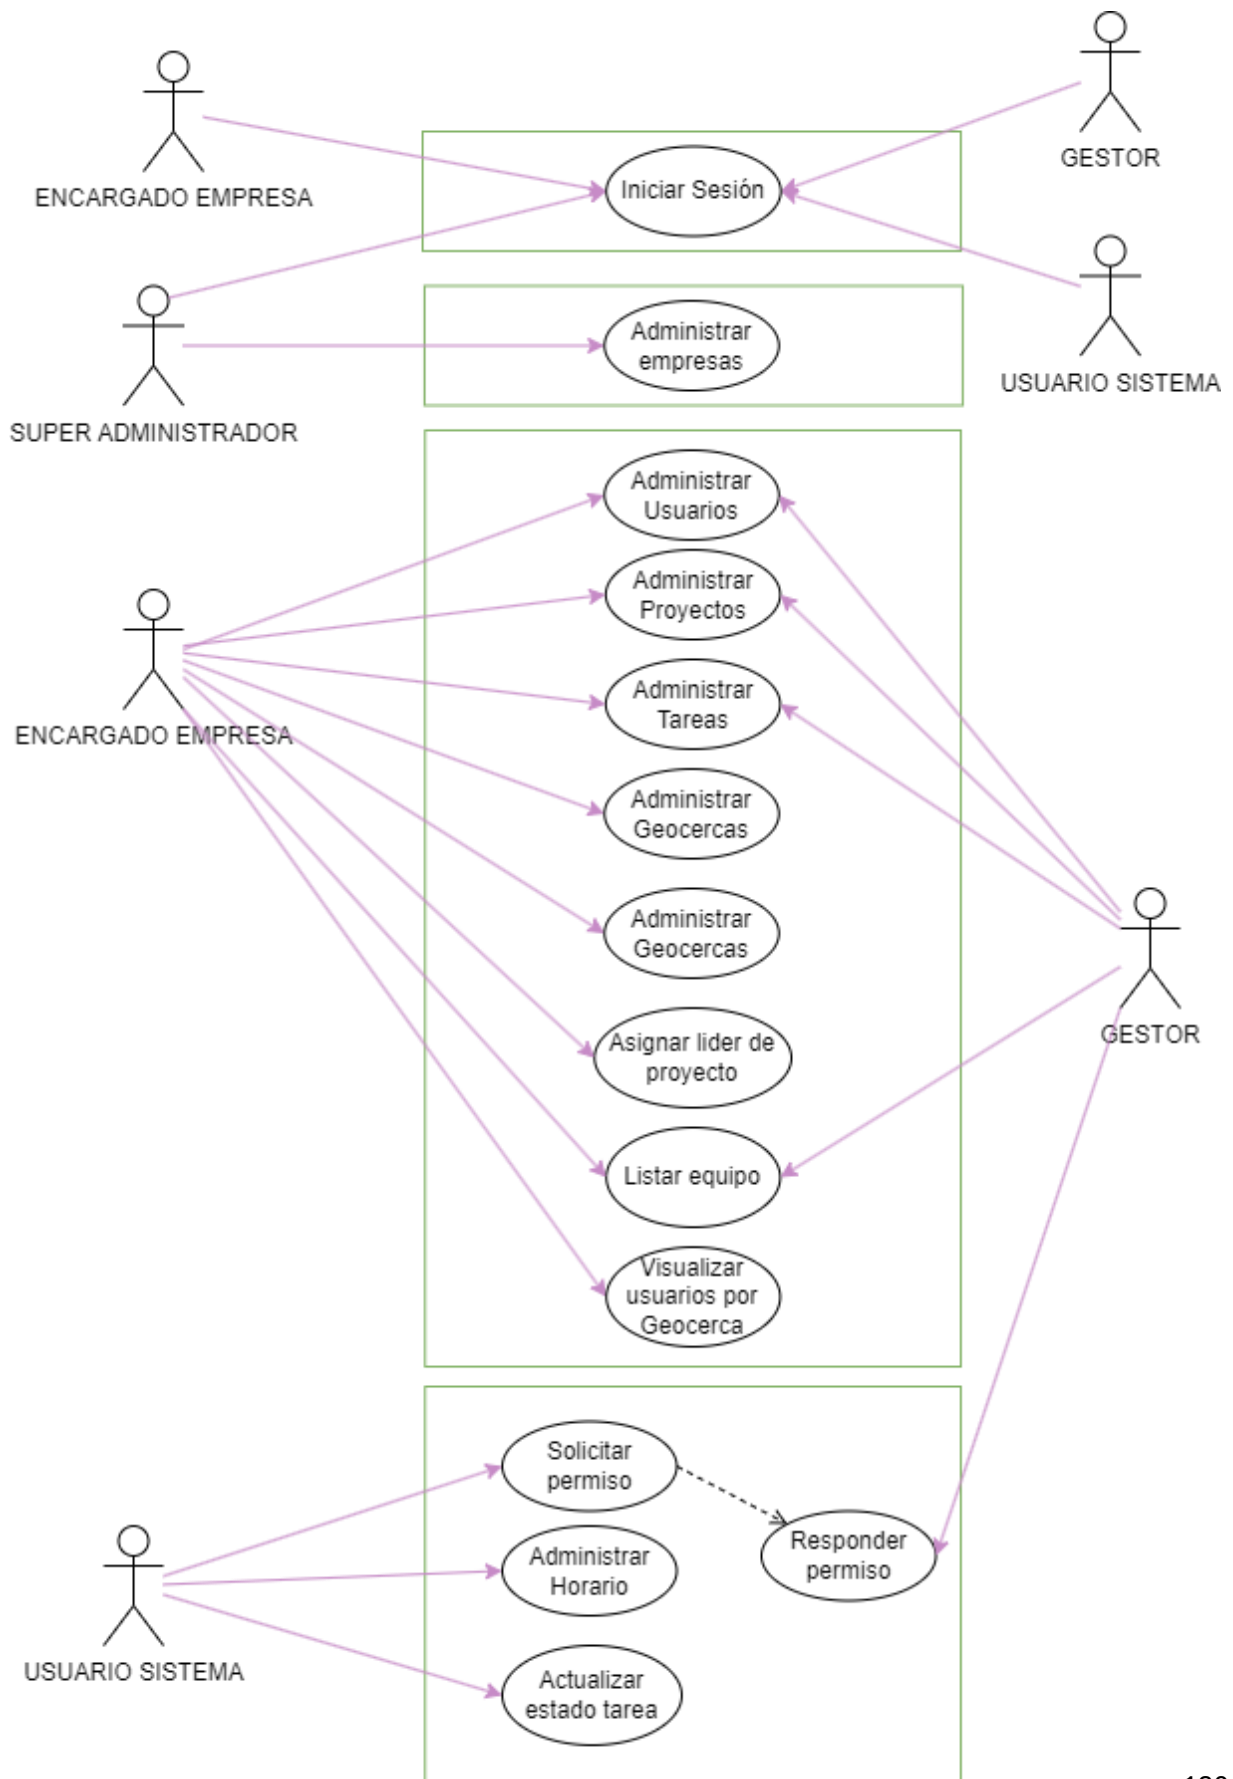 GESTOR
ENCARGADO EMPRESA
Iniciar Sesión
SUPER ADMINISTRADOR
Administrar
empresas
USUARIO SISTEMA
Administrar
Usuarios
Administrar
Proyectos
ENCARGADO EMPRESA
Administrar
Tareas
Administrar
Geocercas
Administrar
Geocercas
GESTOR
Asignar lider de
proyecto
Listar equipo
Visualizar
usuarios por
Geocerca
Solicitar
permiso
Responder
permiso
Administrar
Horario
USUARIO SISTEMA
Actualizar
estado tarea